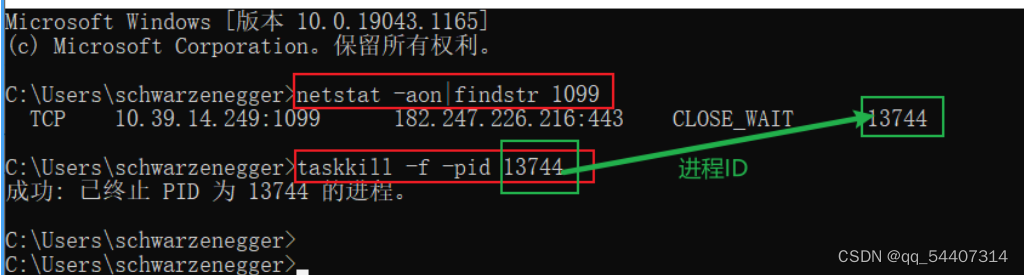 Microsoft Windows [版本 10.0.19043.1165]
(c) Microsoft Corporation。保留所有权利。
C:\Users\schwarzenegger>netstat -aon|findstr 1099
TCP 10.39.14.249:1099 182.247.226.216:443 CLOSE_WAIT 13744
C:\Users\schwarzenegger>taskkill -f -pid 13744
进程ID
成功: 已终止 PID 为 13744 的进程。
C:\Users\schwarzenegger>
C:\Users\schwarzenegger>
CSDN @qq_54407314